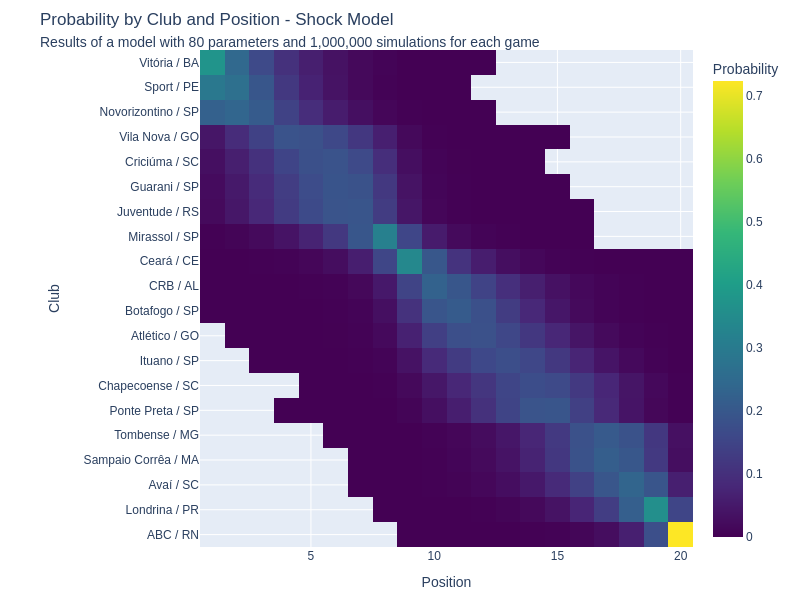 Probability by Club and Position - Shock Model
Results of a model with 80 parameters and 1,000,000 simulations for each game
Probability
Vitória / BA
Sport / PE
Novorizontino / SP
Vila Nova / GO
Criciúma / SC
Guarani / SP
Juventude / RS
Mirassol / SP
Ceará / CE
CRB / AL
Botafogo / SP
Atlético / GO
Ituano / SP
Chapecoense / SC
Ponte Preta / SP
Tombense / MG
Sampaio Corrêa / MA
Avaí / SC
Londrina / PR
ABC / RN
Club
5
10
15
20
Position
0.7
0.6
0.5
0.4
0.3
0.2
0.1
0